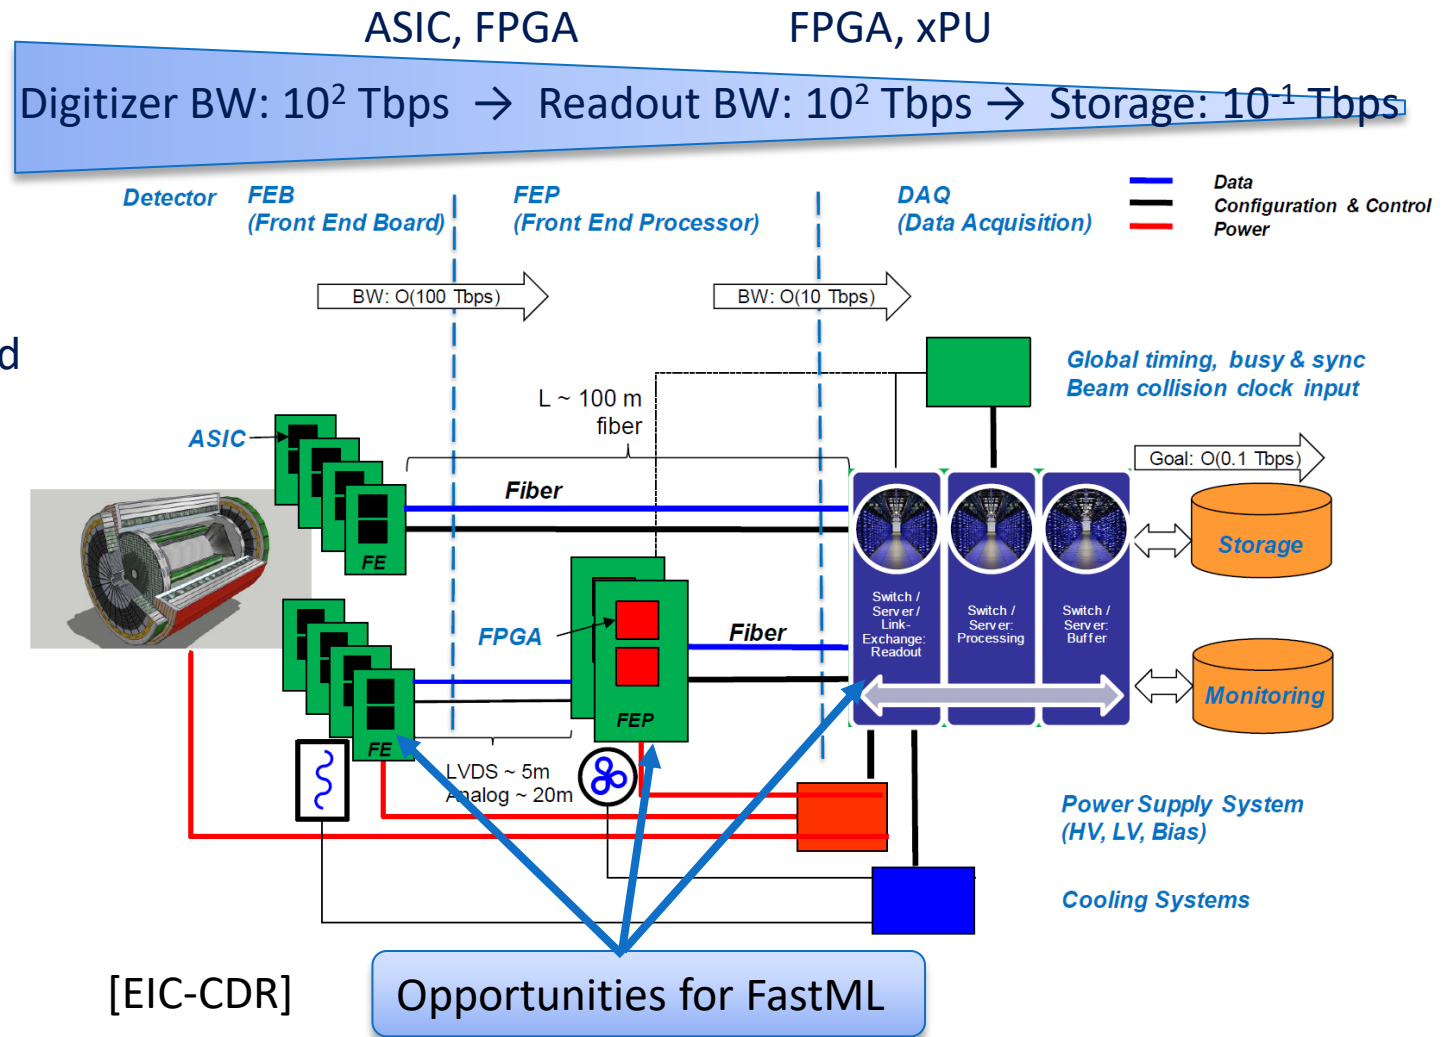 ASIC, FPGA
FPGA, xPU
Digitizer BW: 10² Tbps → Readout BW: 10² Tbps → Storage: 10⁻¹ Tbps
Detector
FEB
(Front End Board)
FEP
(Front End Processor)
DAQ
(Data Acquisition)
Data
Configuration & Control
Power
BW: O(100 Tbps)
BW: O(10 Tbps)
d
Global timing, busy & sync
Beam collision clock input
L ~ 100 m
fiber
ASIC
Goal: O(0.1 Tbps)
Fiber
FE
Storage
Switch /
Server /
Link-
Exchange:
Readout
Switch /
Server:
Processing
Switch /
Server:
Buffer
FPGA
Fiber
Monitoring
FEP
FE
LVDS ~ 5m
Analog ~ 20m
Power Supply System
(HV, LV, Bias)
Cooling Systems
[EIC-CDR]
Opportunities for FastML